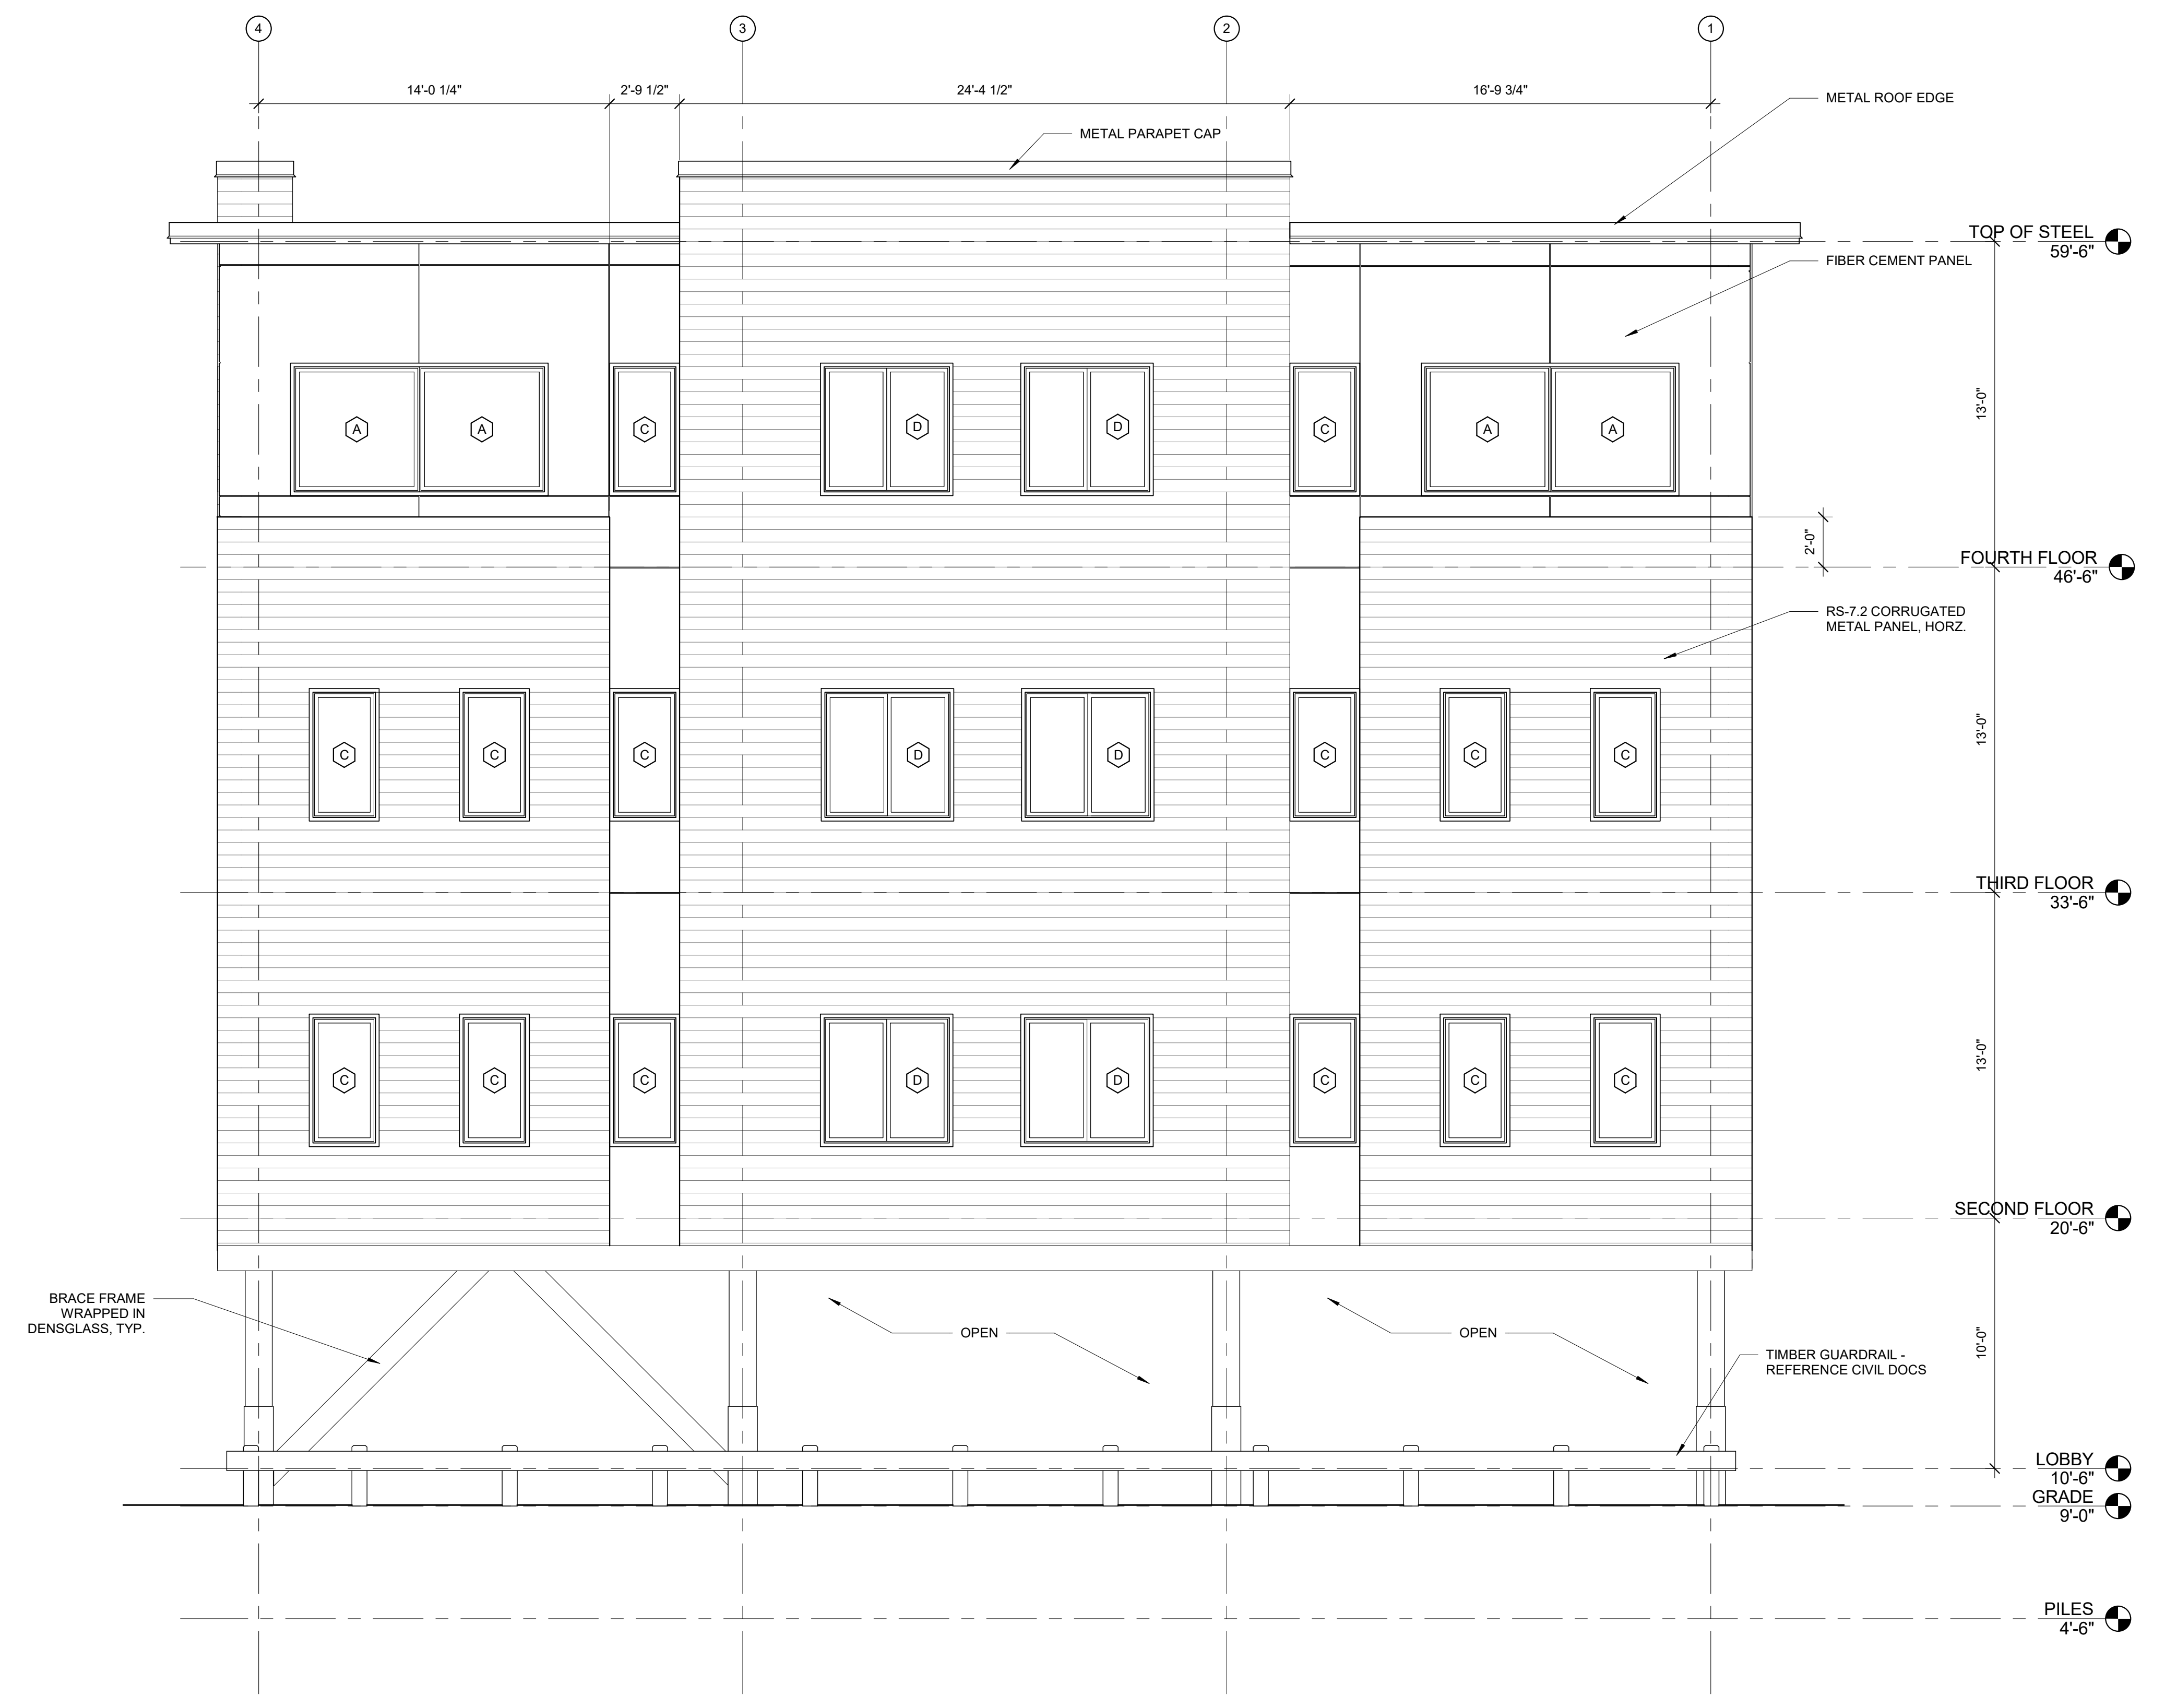 4
3
2
1
14'-0 1/4"
2'-9 1/2"
24'-4 1/2"
16'-9 3/4"
METAL ROOF EDGE
METAL PARAPET CAP
TOP OF STEEL
59'-6"
FIBER CEMENT PANEL
13'-0"
A
A
C
D
D
C
A
A
2'-0"
FOURTH FLOOR
46'-6"
RS-7.2 CORRUGATED
METAL PANEL, HORZ.
13'-0"
C
C
C
D
D
C
C
C
THIRD FLOOR
33'-6"
13'-0"
C
C
C
D
D
C
C
C
SECOND FLOOR
20'-6"
BRACE FRAME
WRAPPED IN
DENSGLASS, TYP.
OPEN
OPEN
10'-0"
TIMBER GUARDRAIL -
REFERENCE CIVIL DOCS
LOBBY
10'-6"
GRADE
9'-0"
PILES
4'-6"